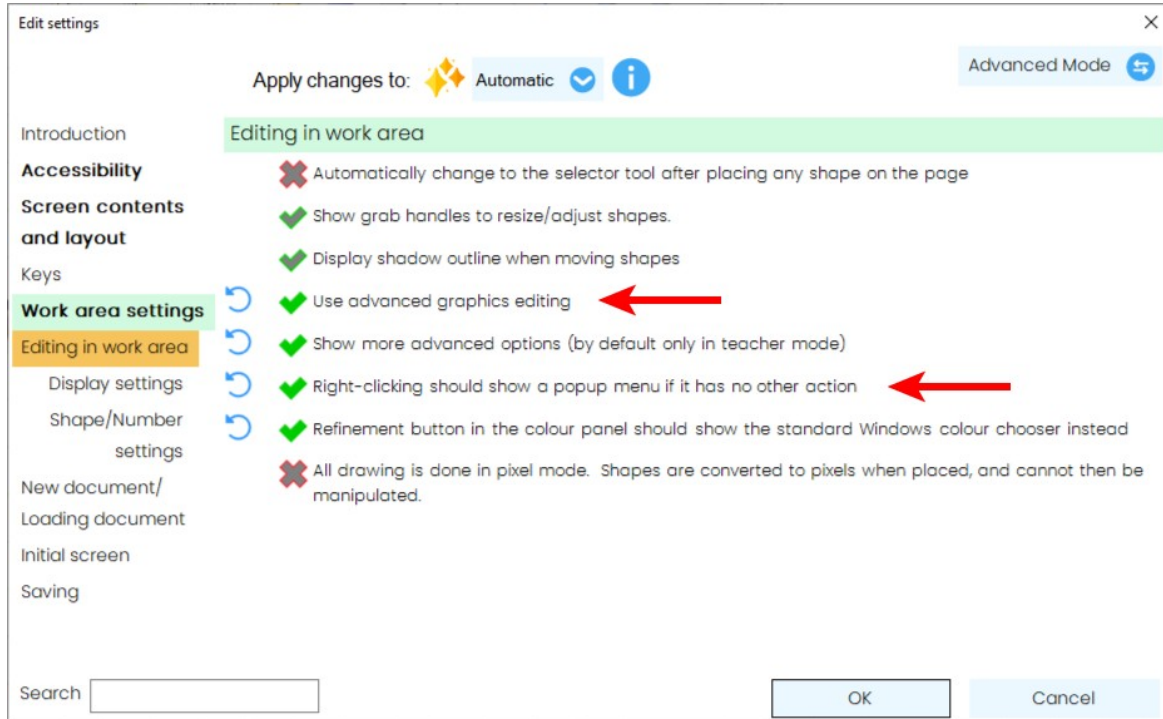 Edit settings
Apply changes to: Automatic
Advanced Mode
Introduction
Accessibility
Screen contents
and layout
Keys
Work area settings
Editing in work area
Display settings
Shape/Number
settings
New document/
Loading document
Initial screen
Saving
Editing in work area
Automatically change to the selector tool after placing any shape on the page
Show grab handles to resize/adjust shapes.
Display shadow outline when moving shapes
Use advanced graphics editing
Show more advanced options (by default only in teacher mode)
Right-clicking should show a popup menu if it has no other action
Refinement button in the colour panel should show the standard Windows colour chooser instead
All drawing is done in pixel mode. Shapes are converted to pixels when placed, and cannot then be
manipulated.
Search
OK
Cancel